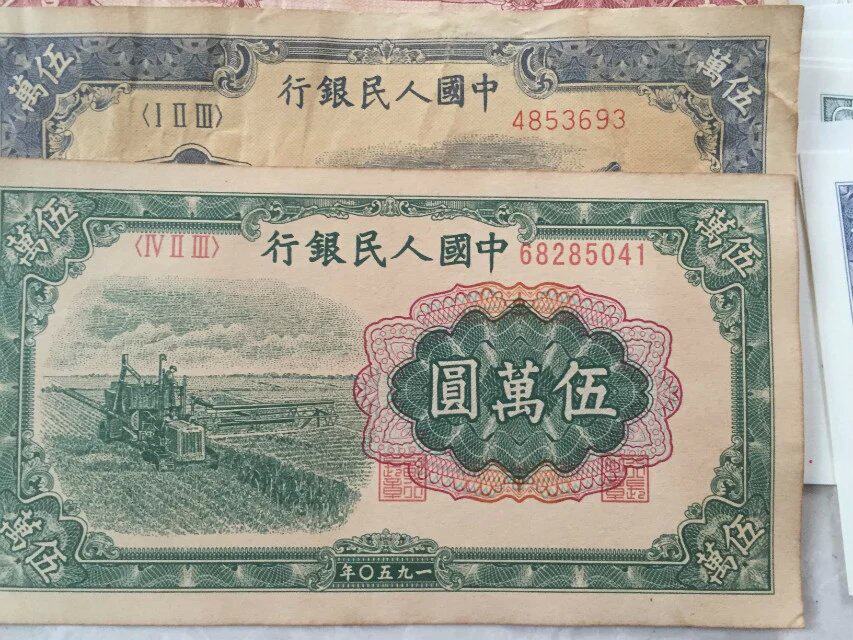 伍萬
伍萬
中國人民銀行
〈I II III〉
4853693
伍萬
伍萬
〈IV II III〉
中國人民銀行
68285041
伍萬圓
伍萬
伍萬
一九五〇年